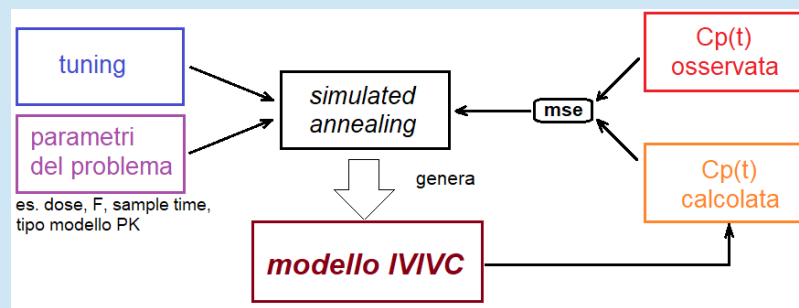 tuning
parametri
del problema
es. dose, F, sample time,
tipo modello PK
simulated
annealing
genera
modello IVIVC
mse
Cp(t)
osservata
Cp(t)
calcolata